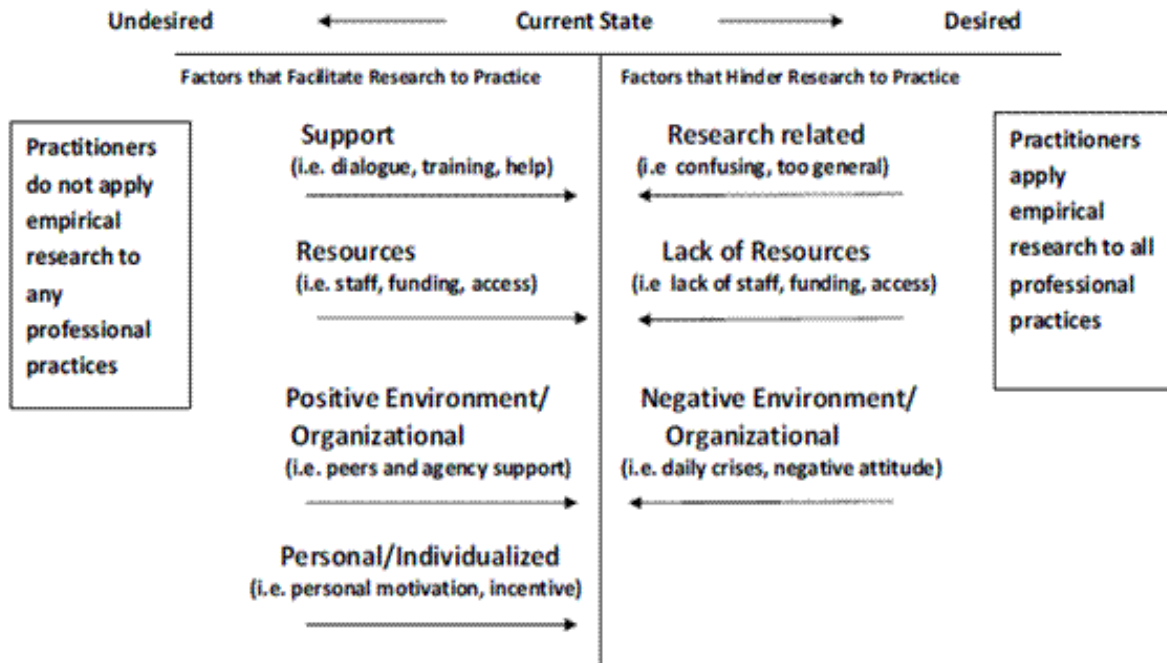 Undesired
Current State
Desired
Factors that Facilitate Research to Practice
Factors that Hinder Research to Practice
Practitioners
do not apply
empirical
research to
any
professional
practices
Support
(i.e. dialogue, training, help)
Resources
(i.e. staff, funding, access)
Positive Environment/
Organizational
(i.e. peers and agency support)
Personal/Individualized
(i.e. personal motivation, incentive)
Research related
(i.e confusing, too general)
Lack of Resources
(i.e lack of staff, funding, access)
Negative Environment/
Organizational
(i.e. daily crises, negative attitude)
Practitioners
apply
empirical
research to all
professional
practices